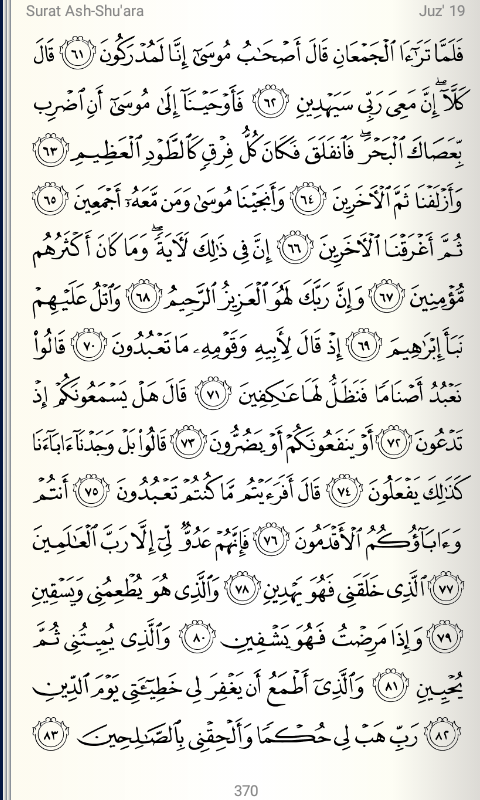 Surat Ash-Shu'ara Juz' 19
فَلَمَّا تَرَٰٓءَا ٱلۡجَمۡعَانِ قَالَ أَصۡحَٰبُ مُوسَىٰٓ إِنَّا لَمُدۡرَكُونَ ٦١ قَالَ
كَلَّآۖ إِنَّ مَعِيَ رَبِّي سَيَهۡدِينِ ٦٢ فَأَوۡحَيۡنَآ إِلَىٰ مُوسَىٰٓ أَنِ ٱضۡرِب
بِّعَصَاكَ ٱلۡبَحۡرَۖ فَٱنفَلَقَ فَكَانَ كُلُّ فِرۡقٖ كَٱلطَّوۡدِ ٱلۡعَظِيمِ ٦٣
وَأَزۡلَفۡنَا ثَمَّ ٱلۡأٓخَرِينَ ٦٤ وَأَنجَيۡنَا مُوسَىٰ وَمَن مَّعَهُۥٓ أَجۡمَعِينَ ٦٥
ثُمَّ أَغۡرَقۡنَا ٱلۡأٓخَرِينَ ٦٦ إِنَّ فِي ذَٰلِكَ لَأٓيَةٗۖ وَمَا كَانَ أَكۡثَرُهُم
مُّؤۡمِنِينَ ٦٧ وَإِنَّ رَبَّكَ لَهُوَ ٱلۡعَزِيزُ ٱلرَّحِيمُ ٦٨ وَٱتۡلُ عَلَيۡهِمۡ
نَبَأَ إِبۡرَٰهِيمَ ٦٩ إِذۡ قَالَ لِأَبِيهِ وَقَوۡمِهِۦ مَا تَعۡبُدُونَ ٧٠ قَالُواْ
نَعۡبُدُ أَصۡنَامٗا فَنَظَلُّ لَهَا عَٰكِفِينَ ٧١ قَالَ هَلۡ يَسۡمَعُونَكُمۡ إِذۡ
تَدۡعُونَ ٧٢ أَوۡ يَنفَعُونَكُمۡ أَوۡ يَضُرُّونَ ٧٣ قَالُواْ بَلۡ وَجَدۡنَآ ءَابَآءَنَا
كَذَٰلِكَ يَفۡعَلُونَ ٧٤ قَالَ أَفَرَءَيۡتُم مَّا كُنتُمۡ تَعۡبُدُونَ ٧٥ أَنتُمۡ
وَءَابَآؤُكُمُ ٱلۡأَقۡدَمُونَ ٧٦ فَإِنَّهُمۡ عَدُوّٞ لِّيٓ إِلَّا رَبَّ ٱلۡعَٰلَمِينَ
٧٧ ٱلَّذِي خَلَقَنِي فَهُوَ يَهۡدِينِ ٧٨ وَٱلَّذِي هُوَ يُطۡعِمُنِي وَيَسۡقِينِ
٧٩ وَإِذَا مَرِضۡتُ فَهُوَ يَشۡفِينِ ٨٠ وَٱلَّذِي يُمِيتُنِي ثُمَّ
يُحۡيِينِ ٨١ وَٱلَّذِيٓ أَطۡمَعُ أَن يَغۡفِرَ لِي خَطِيٓـَٔتِي يَوۡمَ ٱلدِّينِ
٨٢ رَبِّ هَبۡ لِي حُكۡمٗا وَأَلۡحِقۡنِي بِٱلصَّٰلِحِينَ ٨٣
370